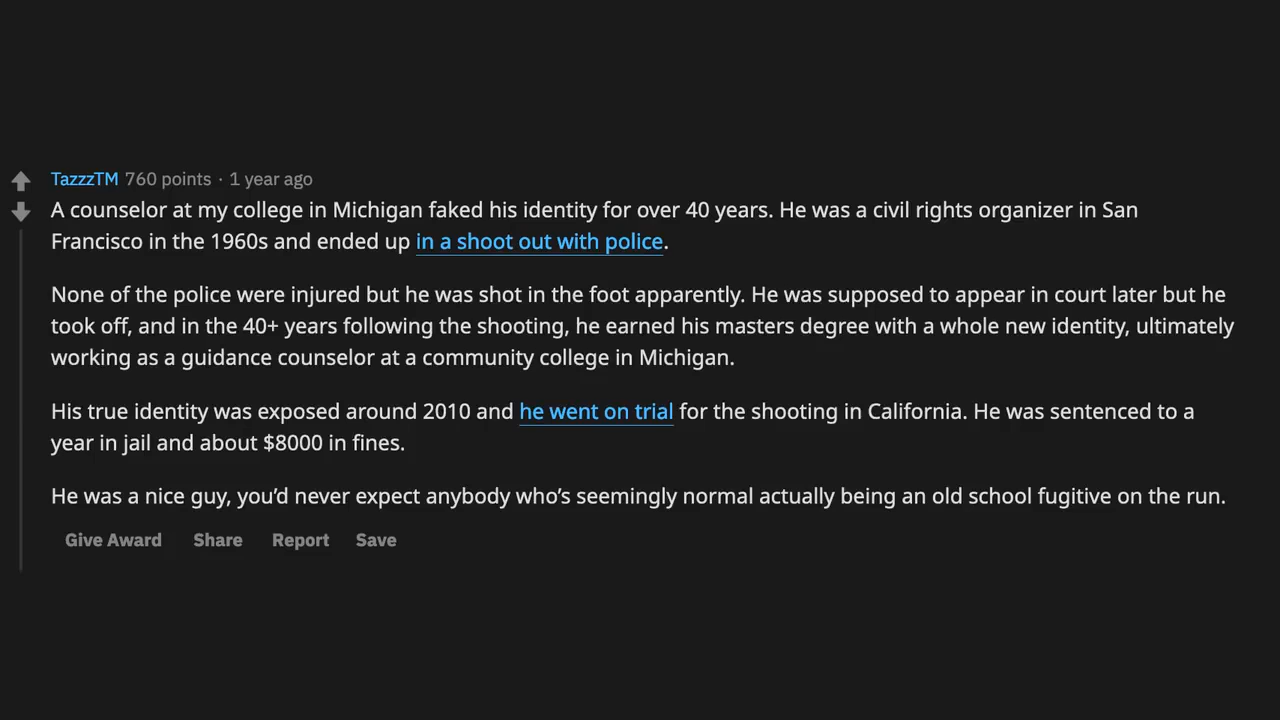 TazzzTM 760 points · 1 year ago
A counselor at my college in Michigan faked his identity for over 40 years. He was a civil rights organizer in San
Francisco in the 1960s and ended up in a shoot out with police.
None of the police were injured but he was shot in the foot apparently. He was supposed to appear in court later but he
took off, and in the 40+ years following the shooting, he earned his masters degree with a whole new identity, ultimately
working as a guidance counselor at a community college in Michigan.
His true identity was exposed around 2010 and he went on trial for the shooting in California. He was sentenced to a
year in jail and about $8000 in fines.
He was a nice guy, you’d never expect anybody who’s seemingly normal actually being an old school fugitive on the run.
Give Award Share Report Save